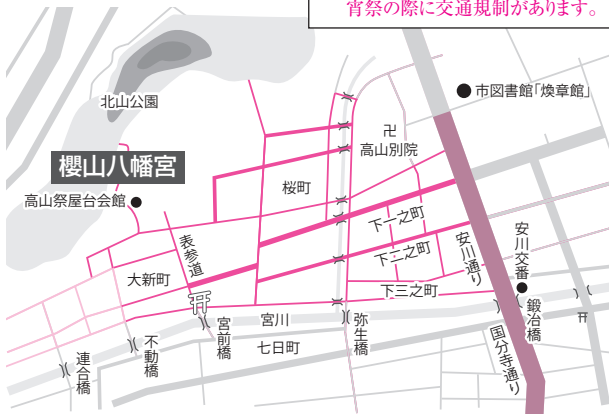 宵祭の際に交通規制があります。
北山公園
市図書館「煥章館」
卍
高山別院
櫻山八幡宮
高山祭屋台会館
桜町
下一之町
表参道
下二之町
安川通り
安川交番
大新町
下三之町
鍛冶橋
宮川
宮前橋
弥生橋
不動橋
七日町
国分寺通り
連合橋